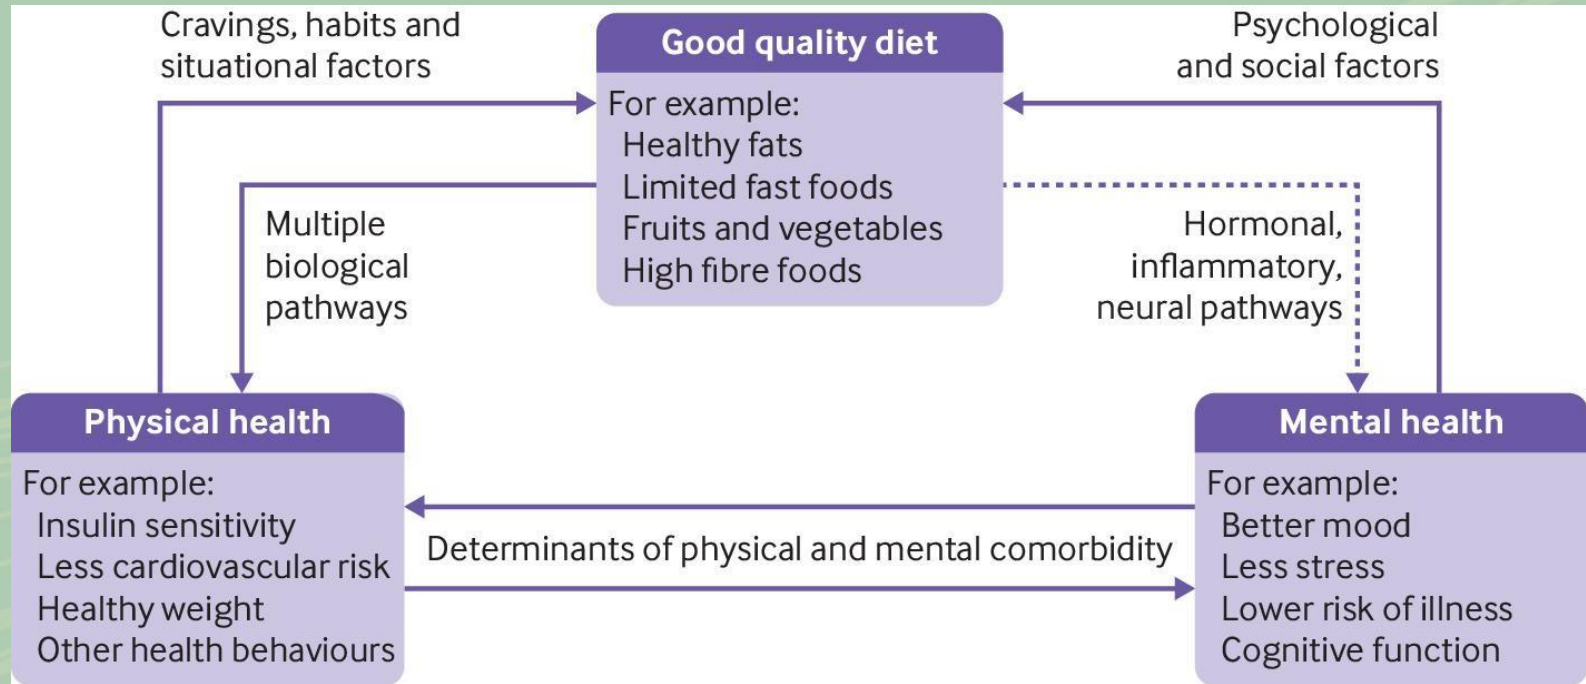 Cravings, habits and
situational factors
Good quality diet
For example:
Healthy fats
Limited fast foods
Fruits and vegetables
High fibre foods
Psychological
and social factors
Multiple
biological
pathways
Hormonal,
inflammatory,
neural pathways
Physical health
For example:
Insulin sensitivity
Less cardiovascular risk
Healthy weight
Other health behaviours
Determinants of physical and mental comorbidity
Mental health
For example:
Better mood
Less stress
Lower risk of illness
Cognitive function